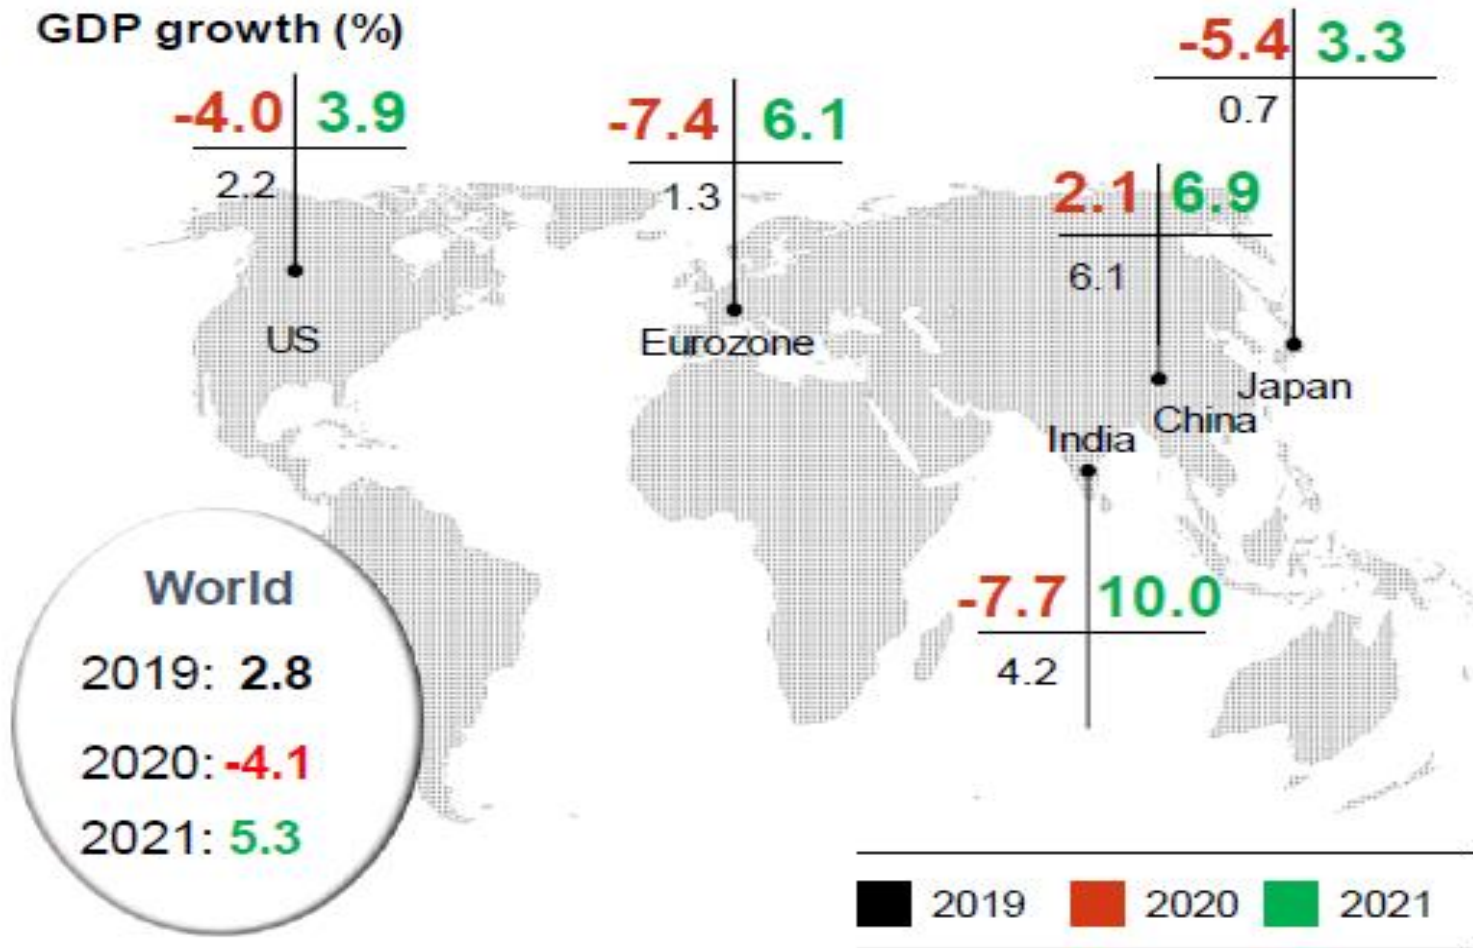 GDP growth (%)
-4.0 3.9
2.2
US
-7.4 6.1
1.3
Eurozone
-5.4 3.3
0.7
Japan
2.1 6.9
6.1
China
India
-7.7 10.0
4.2
World
2019: 2.8
2020: -4.1
2021: 5.3
2019 2020 2021